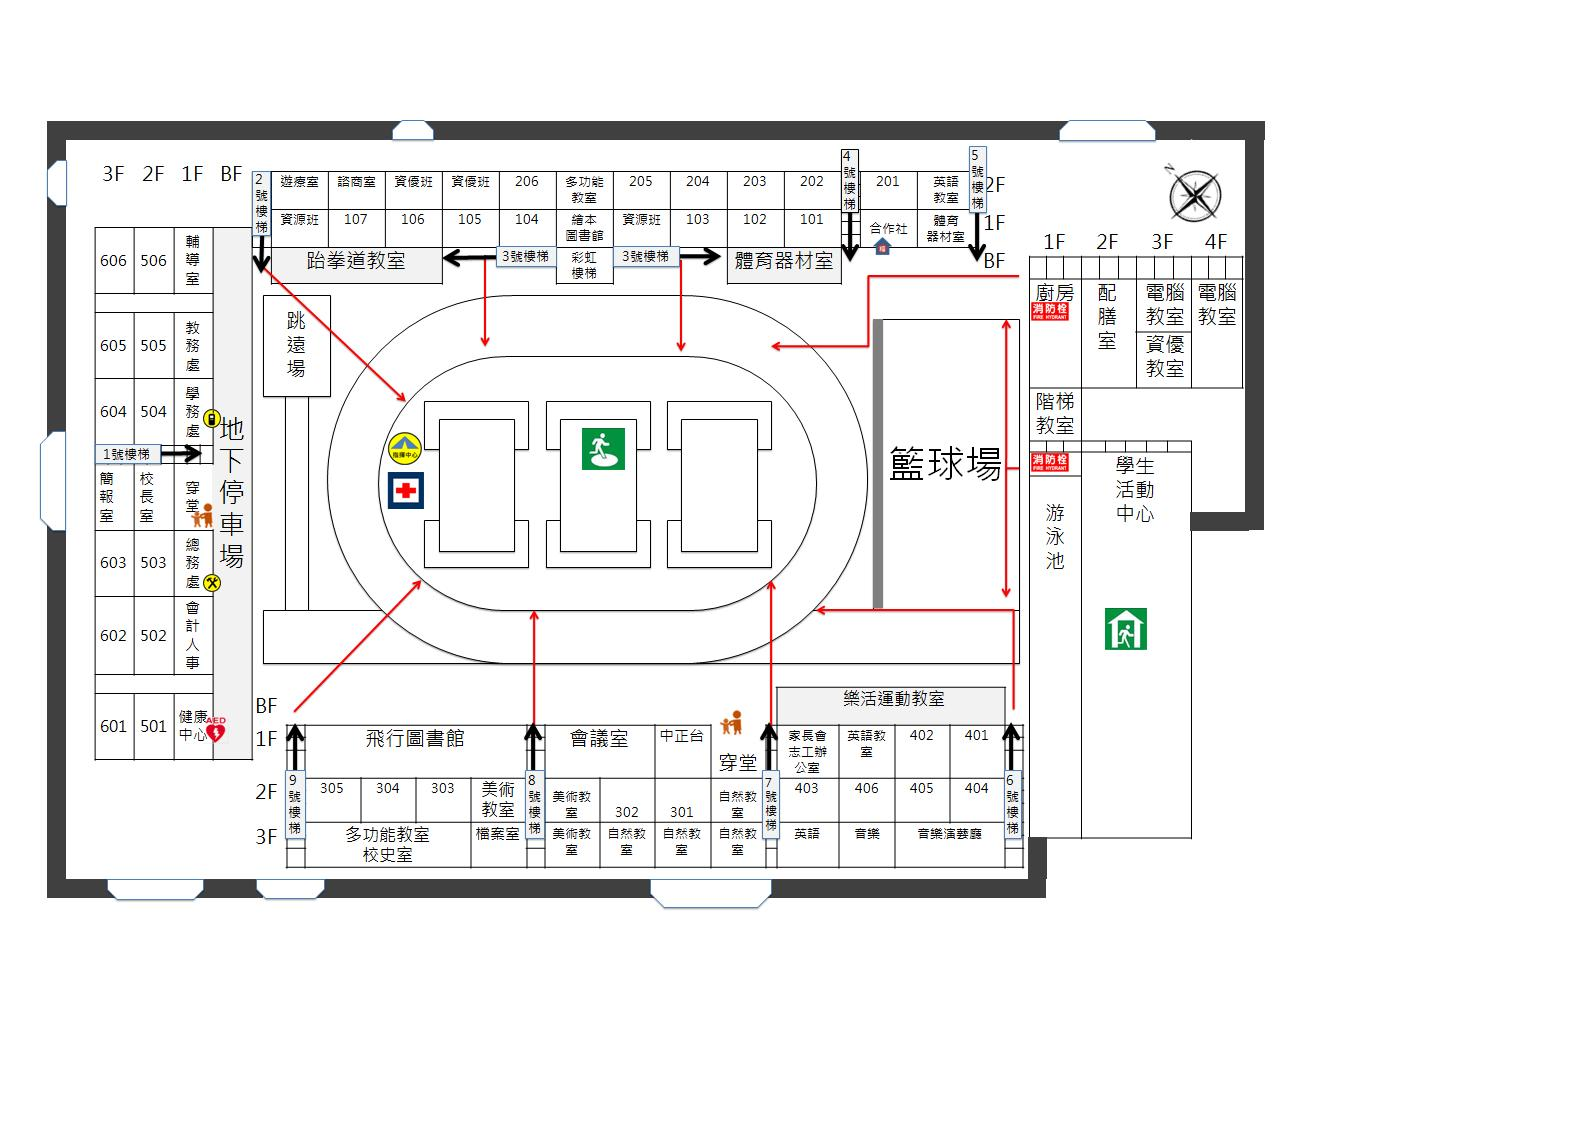 3F 2F 1F BF
2號樓梯
遊療室 諮商室 資優班 資優班 206 多功能教室 205 204 203 202
4號樓梯
201 英語教室
5號樓梯
2F
資源班 107 106 105 104 繪本圖書館 資源班 103 102 101
合作社 體育器材室
1F
跆拳道教室
3號樓梯
彩虹樓梯
3號樓梯
體育器材室
BF
N
1F 2F 3F 4F
廚房
消防栓
FIRE HYDRANT
配膳室
電腦教室
電腦教室
資優教室
階梯教室
消防栓
FIRE HYDRANT
學生活動中心
游泳池
606 506 輔導室
605 505 教務處
604 504 學務處
1號樓梯
簡報室 校長室 穿堂
603 503 總務處
602 502 會計人事
601 501 健康中心
AED
地下停車場
跳遠場
指揮中心
籃球場
BF
1F
2F
3F
樂活運動教室
飛行圖書館 會議室 中正台 穿堂 家長會志工辦公室 英語教室 402 401
9號樓梯
305 304 303 美術教室
8號樓梯
美術教室 302 301 自然教室
7號樓梯
403 406 405 404
6號樓梯
多功能教室
校史室
檔案室 美術教室 自然教室 自然教室 自然教室 英語 音樂 音樂演藝廳